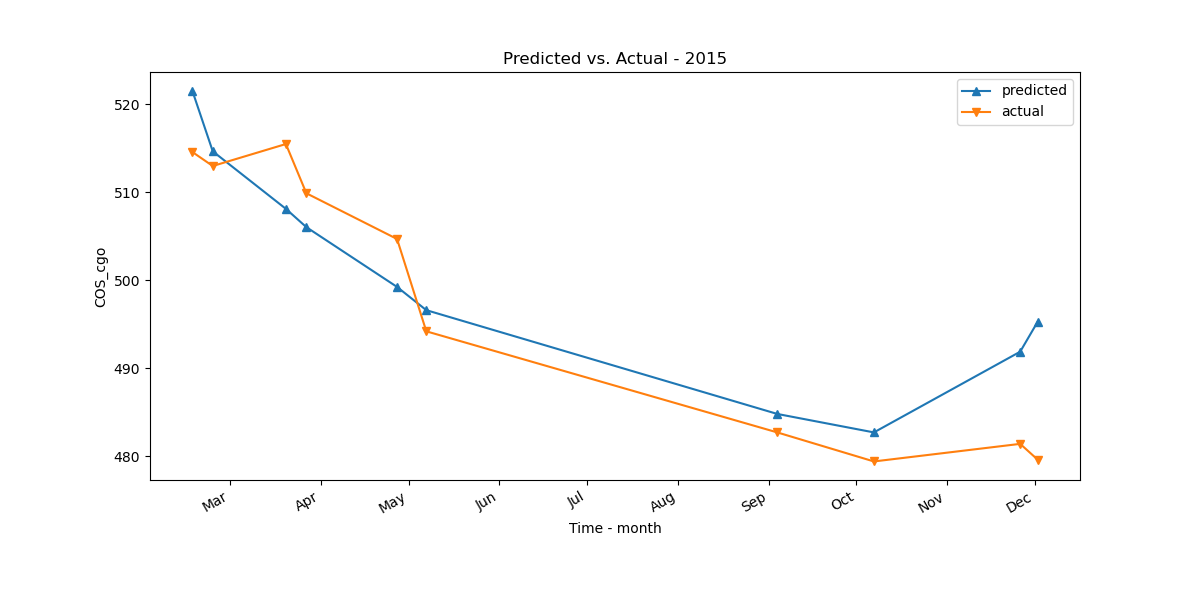 Predicted vs. Actual - 2015
predicted
actual
520
510
500
490
480
COS_cgo
Mar
Apr
May
Jun
Jul
Aug
Sep
Oct
Nov
Dec
Time - month